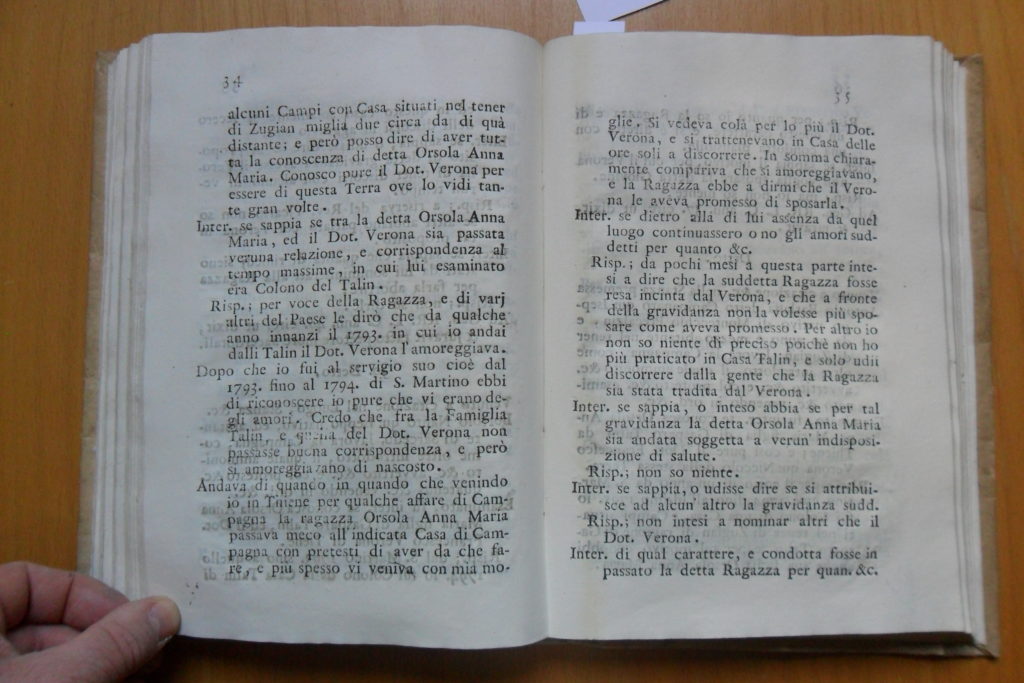 34
alcuni Campi con Casa situati nel tener
di Zugian miglia due circa da di quà
distante; e però posso dire di aver tut-
ta la conoscenza di detta Orsola Anna
Maria. Conosco pure il Dot. Verona per
essere di questa Terra ove lo vidi tan-
te gran volte.
Inter. se sappia se tra la detta Orsola Anna
Maria, ed il Dot. Verona sia passata
veruna relazione, e corrispondenza al
tempo massime, in cui lui esaminato
era Colono del Talin.
Risp.; per voce della Ragazza, e di varj
altri del Paese le dirò che da qualche
anno innanzi il 1793. in cui io andai
dalli Talin il Dot. Verona l'amoreggiava.
Dopo che io fui al servigio suo cioè dal
1793. fino al 1794. di S. Martino ebbi
di riconoscere io pure che vi erano de-
gli amori. Credo che fra la Famiglia
Talin, e quella del Dot. Verona non
passasse buona corrispondenza, e però
si amoreggiavano di nascosto.
Andava di quando in quando che venindo
io in Tiene per qualche affare di Cam-
pagna la ragazza Orsola Anna Maria
passava meco all'indicata Casa di Cam-
pagna con pretesti di aver da che fa-
re, e più spesso vi veniva con mia mo-
35
glie. Si vedeva colà per lo più il Dot.
Verona, e si trattenevano in Casa delle
ore soli a discorrere. In somma chiara-
mente compariva che si amoreggiavano,
e la Ragazza ebbe a dirmi che il Vero-
na le aveva promesso di sposarla.
Inter. se dietro alla di lui assenza da quel
luogo continuassero o no gli amori sud-
detti per quanto &c.
Risp.; da pochi mesi a questa parte inte-
si a dire che la suddetta Ragazza fosse
resa incinta dal Verona, e che a fronte
della gravidanza non la volesse più spo-
sare come aveva promesso. Per altro io
non so niente di preciso poichè non ho
più praticato in Casa Talin, e solo udii
discorrere dalla gente che la Ragazza
sia stata tradita dal Verona.
Inter. se sappia, o inteso abbia se per tal
gravidanza la detta Orsola Anna Maria
sia andata soggetta a verun' indisposi-
zione di salute.
Risp.; non so niente.
Inter. se sappia, o udisse dire se si attribui-
sce ad alcun' altro la gravidanza sudd.
Risp.; non intesi a nominar altri che il
Dot. Verona.
Inter. di qual carattere, e condotta fosse in
passato la detta Ragazza per quan. &c.